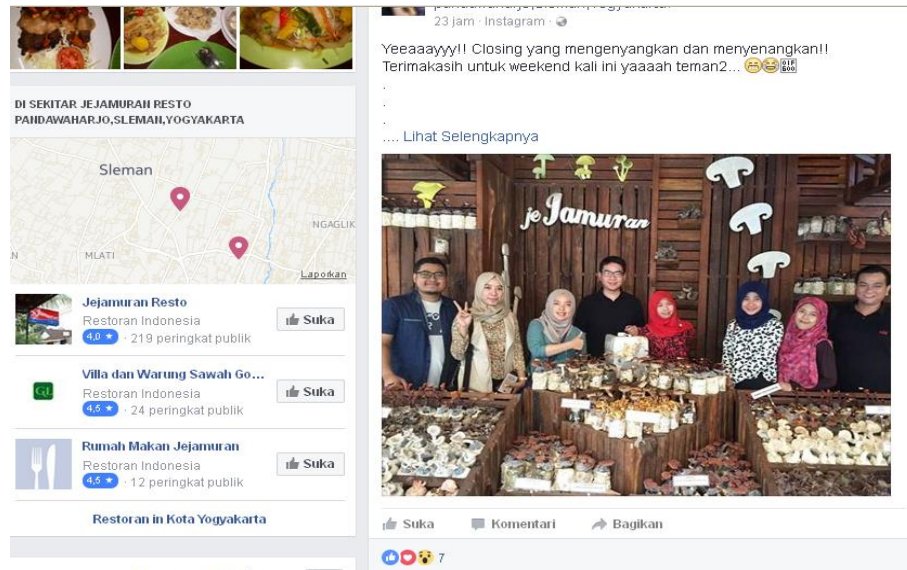 DI SEKITAR JEJAMURAN RESTO
PANDAWAHARJO,SLEMAN,YOGYAKARTA
Sleman
NGAGLIK
MLATI
Laporkan
Jejamuran Resto
Restoran Indonesia
4,0 ★ · 219 peringkat publik
Suka
Villa dan Warung Sawah Go...
Restoran Indonesia
4,5 ★ · 24 peringkat publik
Suka
Rumah Makan Jejamuran
Restoran Indonesia
4,5 ★ · 12 peringkat publik
Suka
Restoran in Kota Yogyakarta
23 jam · Instagram ·
Yeeaaayyy!! Closing yang mengenyangkan dan menyenangkan!!
Terimakasih untuk weekend kali ini yaaaah teman2... 😁😂
.
.
.
.... Lihat Selengkapnya
jeJamuran
Suka
Komentari
Bagikan
7